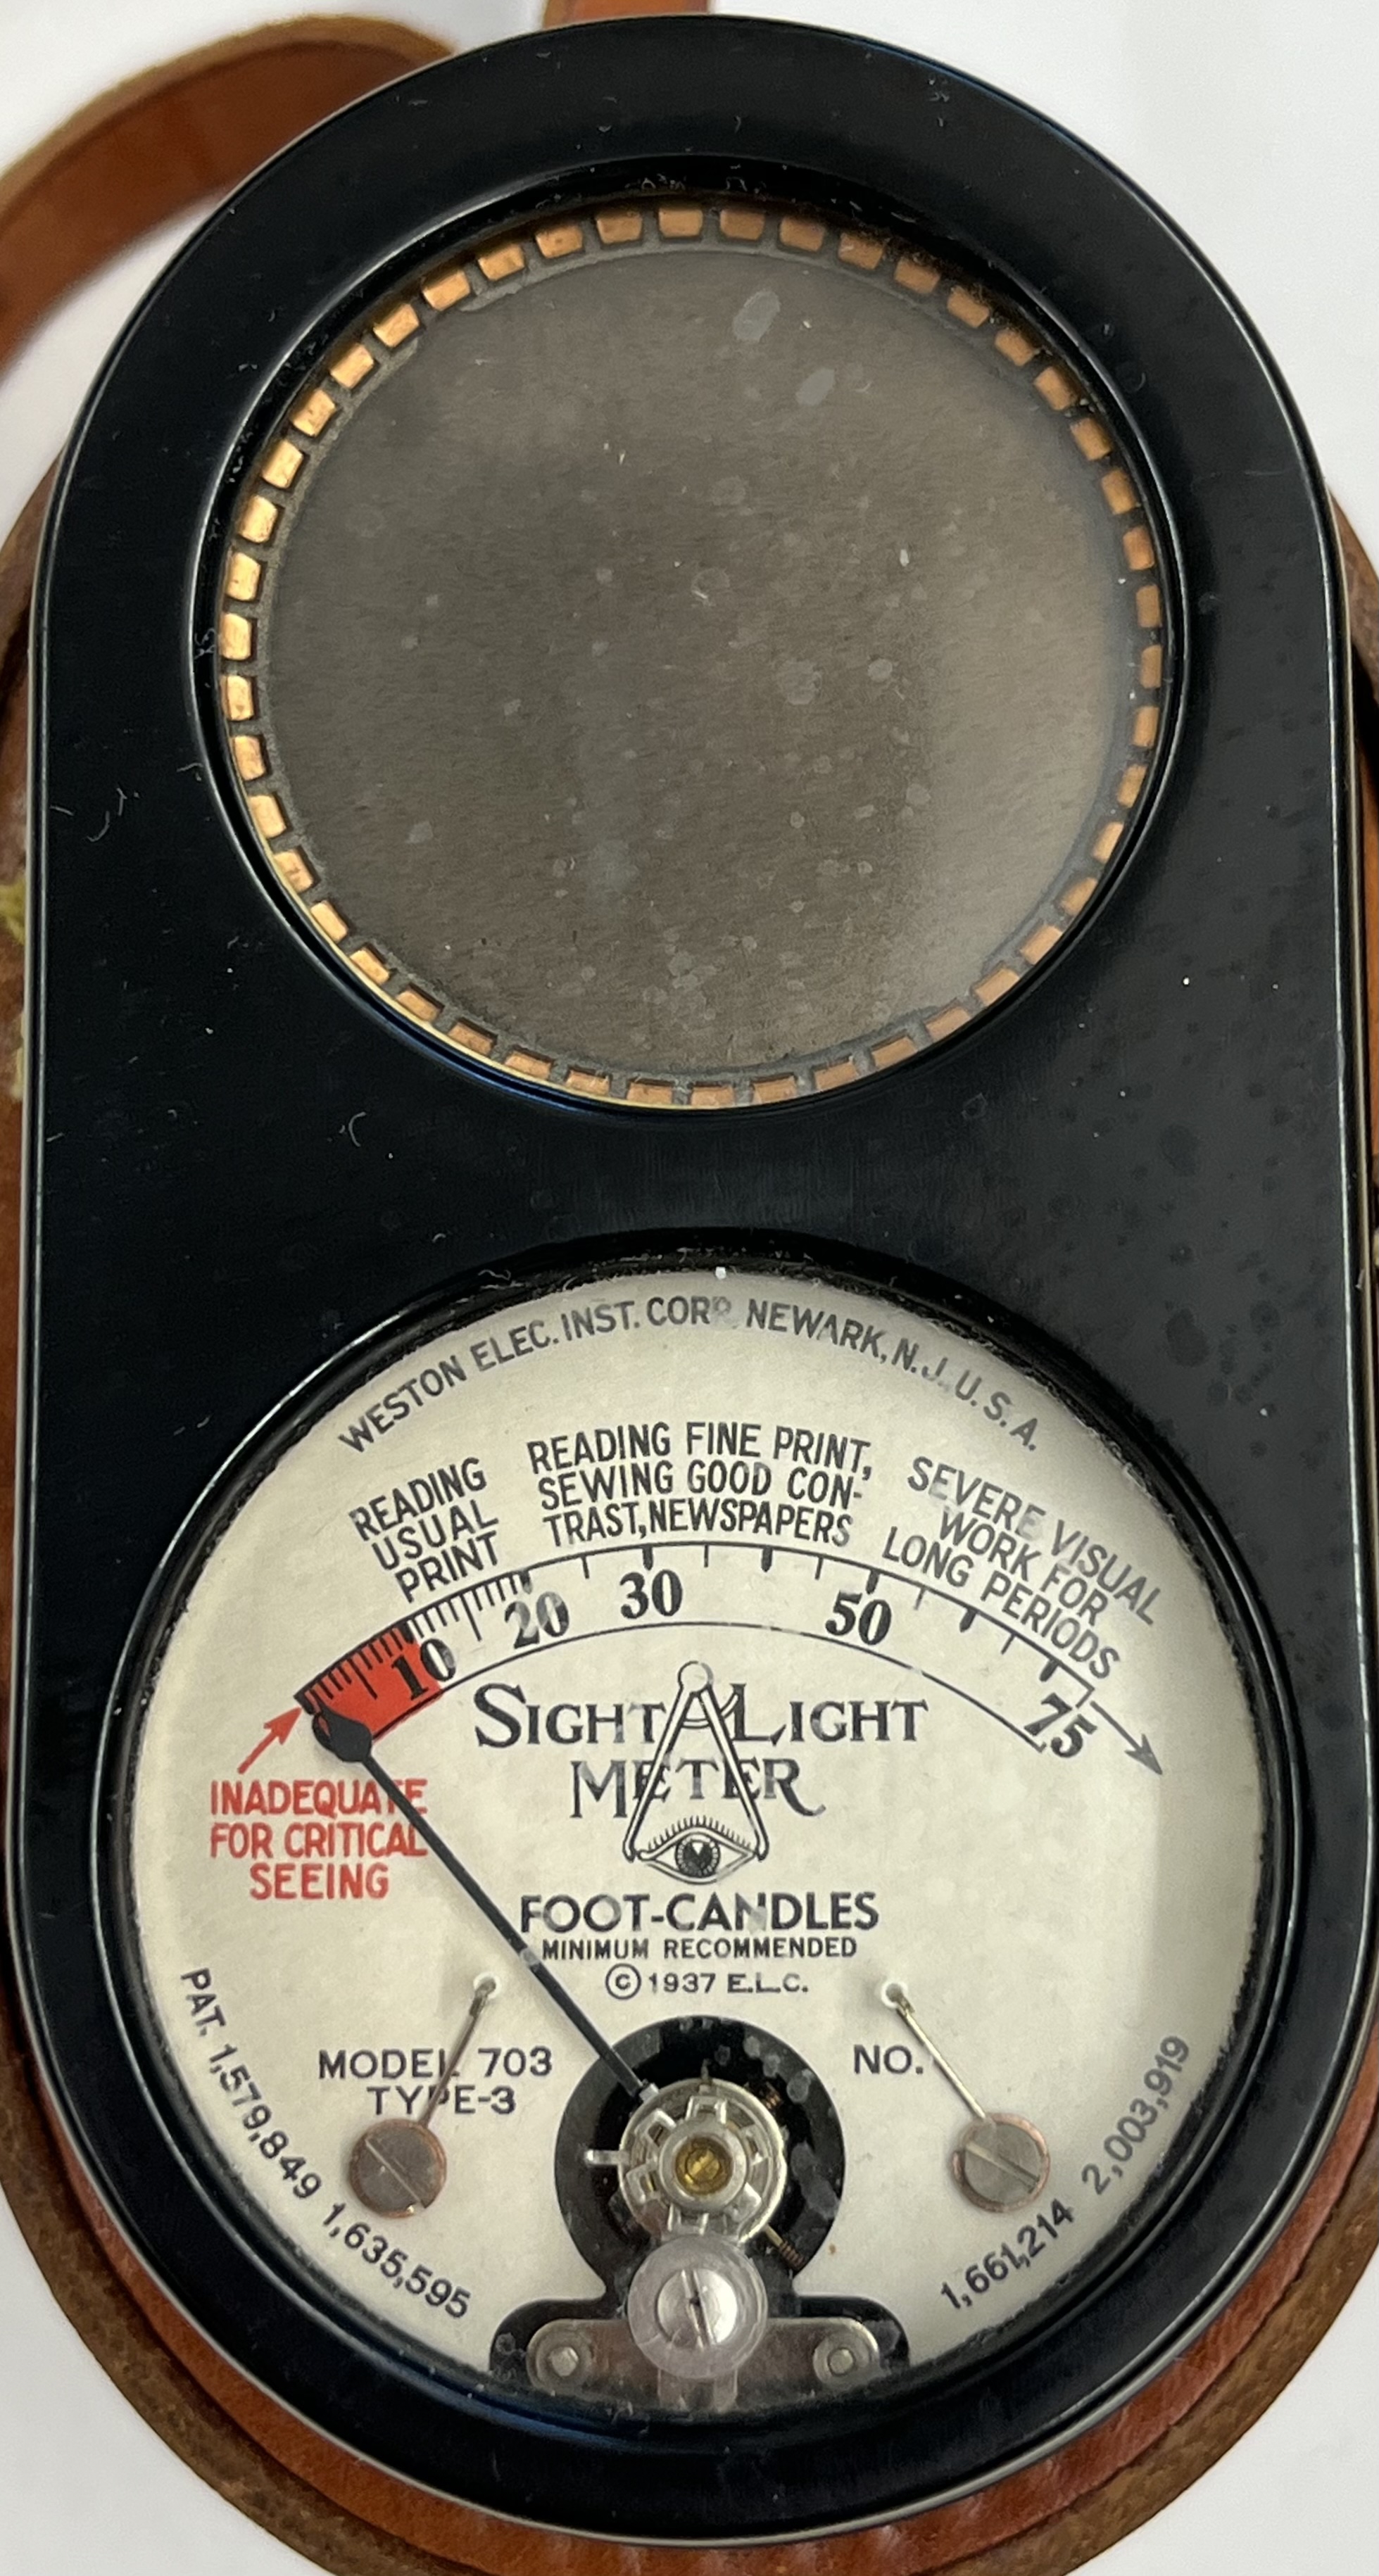 WESTON ELEC. INST. CORP. NEWARK, N.J. U.S.A.
READING
USUAL
PRINT
READING FINE PRINT,
SEWING GOOD CON-
TRAST, NEWSPAPERS
SEVERE VISUAL
WORK FOR
LONG PERIODS
10 20 30 50 75
SIGHT LIGHT
METER
INADEQUATE
FOR CRITICAL
SEEING
FOOT-CANDLES
MINIMUM RECOMMENDED
© 1937 E.L.C.
MODEL 703
TYPE-3
NO.
PAT. 1,579,849 1,635,595
1,661,214 2,003,919